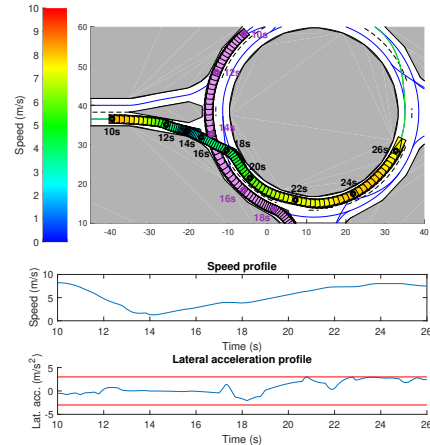 Speed (m/s)
10
9
8
7
6
5
4
3
2
1
0
60
50
40
30
20
10
-40 -30 -20 -10 0 10 20 30 40
10s
12s
14s
16s
18s
10s
12s
14s
16s
18s
20s
22s
24s
26s
Speed profile
Speed (m/s)
10
5
0
10 12 14 16 18 20 22 24 26
Time (s)
Lateral acceleration profile
Lat. acc. (m/s²)
5
0
-5
10 12 14 16 18 20 22 24 26
Time (s)